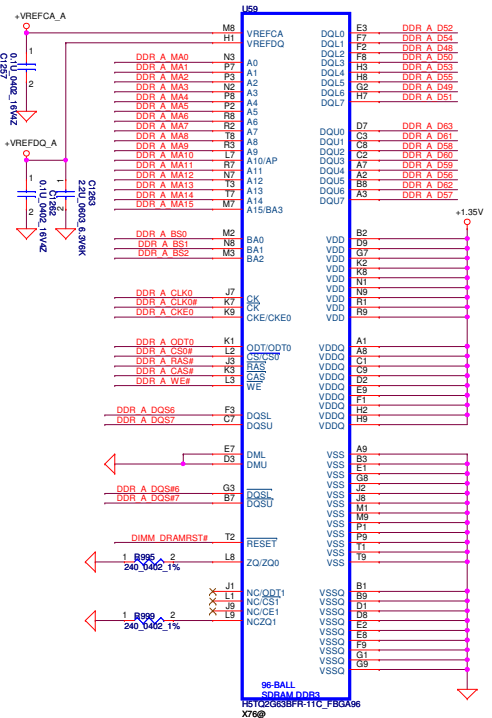 U59
+VREFCA_A
M8 VREFCA
H1 VREFDQ
1
C1257
0.1U_0402_16V4Z
2
+VREFDQ_A
1
C1262
0.1U_0402_16V4Z
2
1
C1263
2.2U_0603_6.3V6K
2
DDR_A_MA0 N3 A0
DDR_A_MA1 P7 A1
DDR_A_MA2 P3 A2
DDR_A_MA3 N2 A3
DDR_A_MA4 P8 A4
DDR_A_MA5 P2 A5
DDR_A_MA6 R8 A6
DDR_A_MA7 R2 A7
DDR_A_MA8 T8 A8
DDR_A_MA9 R3 A9
DDR_A_MA10 L7 A10/AP
DDR_A_MA11 R7 A11
DDR_A_MA12 N7 A12
DDR_A_MA13 T3 A13
DDR_A_MA14 T7 A14
DDR_A_MA15 M7 A15/BA3
DDR_A_BS0 M2 BA0
DDR_A_BS1 N8 BA1
DDR_A_BS2 M3 BA2
DDR_A_CLK0 J7 CK
DDR_A_CLK0# K7 CK
DDR_A_CKE0 K9 CKE/CKE0
DDR_A_ODT0 K1 ODT/ODT0
DDR_A_CS0# L2 CS/CS0
DDR_A_RAS# J3 RAS
DDR_A_CAS# K3 CAS
DDR_A_WE# L3 WE
DDR_A_DQS6 F3 DQSL
DDR_A_DQS7 C7 DQSU
E7 DML
D3 DMU
DDR_A_DQS#6 G3 DQSL
DDR_A_DQS#7 B7 DQSU
DIMM_DRAMRST# T2 RESET
1 R995 2 L8 ZQ/ZQ0
240_0402_1%
J1 NC/ODT1
L1 NC/CS1
J9 NC/CE1
1 R999 2 L9 NCZQ1
240_0402_1%
DQL0 E3 DDR_A_D52
DQL1 F7 DDR_A_D54
DQL2 F2 DDR_A_D48
DQL3 F8 DDR_A_D50
DQL4 H3 DDR_A_D53
DQL5 H8 DDR_A_D55
DQL6 G2 DDR_A_D49
DQL7 H7 DDR_A_D51
DQU0 D7 DDR_A_D63
DQU1 C3 DDR_A_D61
DQU2 C8 DDR_A_D58
DQU3 C2 DDR_A_D60
DQU4 A7 DDR_A_D59
DQU5 A2 DDR_A_D56
DQU6 B8 DDR_A_D62
DQU7 A3 DDR_A_D57
+1.35V
VDD B2
VDD D9
VDD G7
VDD K2
VDD K8
VDD N1
VDD N9
VDD R1
VDD R9
VDDQ A1
VDDQ A8
VDDQ C1
VDDQ C9
VDDQ D2
VDDQ E9
VDDQ F1
VDDQ H2
VDDQ H9
VSS A9
VSS B3
VSS E1
VSS G8
VSS J2
VSS J8
VSS M1
VSS M9
VSS P1
VSS P9
VSS T1
VSS T9
VSSQ B1
VSSQ B9
VSSQ D1
VSSQ D8
VSSQ E2
VSSQ E8
VSSQ F9
VSSQ G1
VSSQ G9
96-BALL
SDRAM DDR3
H5TQ2G63BFR-11C_FBGA96
X76@